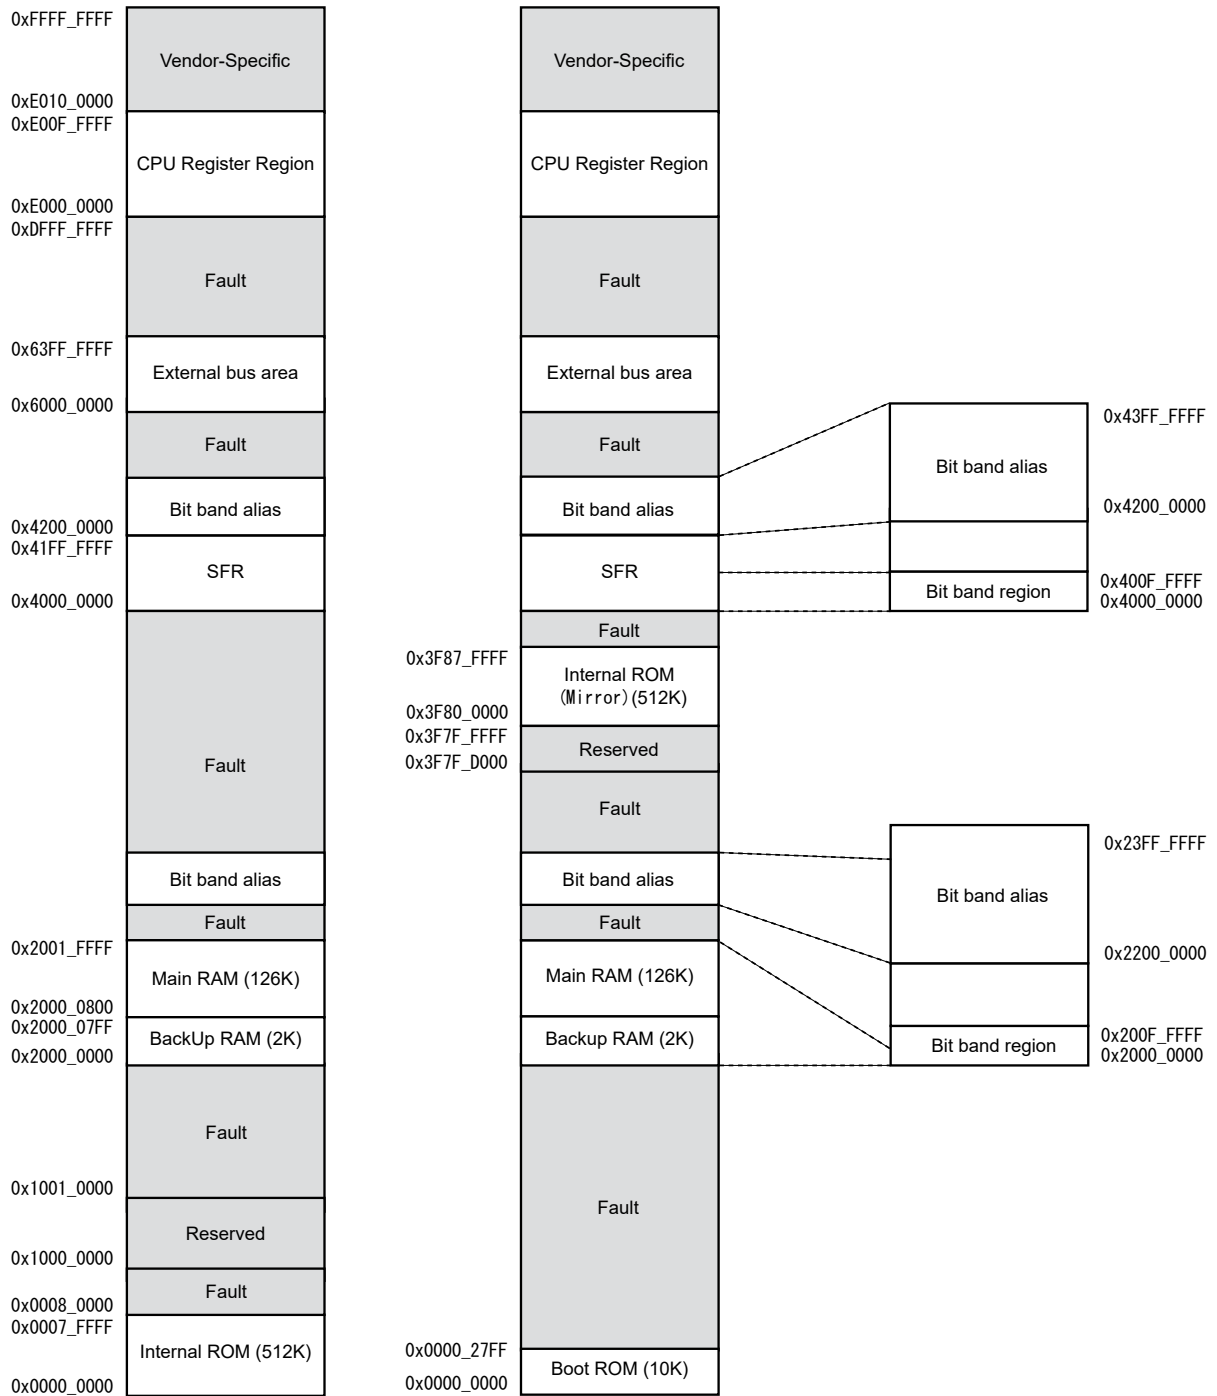 0xFFFF_FFFF
Vendor-Specific
0xE010_0000
0xE00F_FFFF
CPU Register Region
0xE000_0000
0xDFFF_FFFF
Fault
0x63FF_FFFF
External bus area
0x6000_0000
Fault
Bit band alias
0x4200_0000
0x41FF_FFFF
SFR
0x4000_0000
Fault
Bit band alias
Fault
0x2001_FFFF
Main RAM (126K)
0x2000_0800
0x2000_07FF
BackUp RAM (2K)
0x2000_0000
Fault
0x1001_0000
Reserved
0x1000_0000
Fault
0x0008_0000
0x0007_FFFF
Internal ROM (512K)
0x0000_0000
Vendor-Specific
CPU Register Region
Fault
External bus area
Fault
Bit band alias
SFR
Fault
0x3F87_FFFF
Internal ROM
(Mirror)(512K)
0x3F80_0000
0x3F7F_FFFF
Reserved
0x3F7F_D000
Fault
Bit band alias
Fault
Main RAM (126K)
Backup RAM (2K)
Fault
0x0000_27FF
Boot ROM (10K)
0x0000_0000
0x43FF_FFFF
Bit band alias
0x4200_0000
0x400F_FFFF
Bit band region
0x4000_0000
0x23FF_FFFF
Bit band alias
0x2200_0000
0x200F_FFFF
Bit band region
0x2000_0000